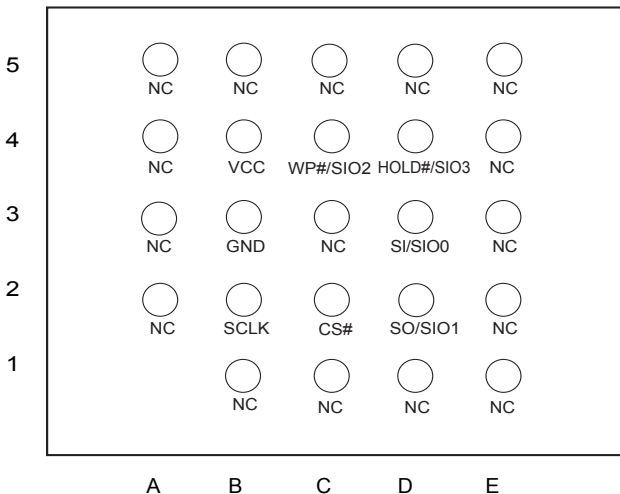 5
NC NC NC NC NC
4
NC VCC WP#/SIO2 HOLD#/SIO3 NC
3
NC GND NC SI/SIO0 NC
2
NC SCLK CS# SO/SIO1 NC
1
NC NC NC NC
A B C D E